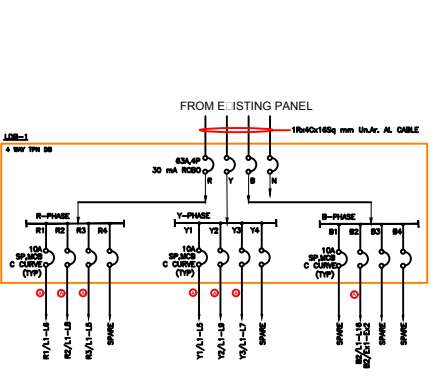 FROM E□ISTING PANEL
1Rx4Cx16Sq mm Un.Ar. AL CABLE
LDB-1
4 WAY TPN DB
63A,4P
30 mA RCBO
R Y B N
R-PHASE
R1 R2 R3 R4
Y-PHASE
Y1 Y2 Y3 Y4
B-PHASE
B1 B2 B3 B4
10A
SP,MCB
C CURVE
(TYP)
10A
SP,MCB
C CURVE
(TYP)
10A
SP,MCB
C CURVE
(TYP)
R1/L1-L6
R2/L1-L8
R3/L1-L5
SPARE
Y1/L1-L5
Y2/L1-L9
Y3/L1-L7
SPARE
SPARE
B2/L1-L16
B2/Ex1-Ex2
SPARE
SPARE